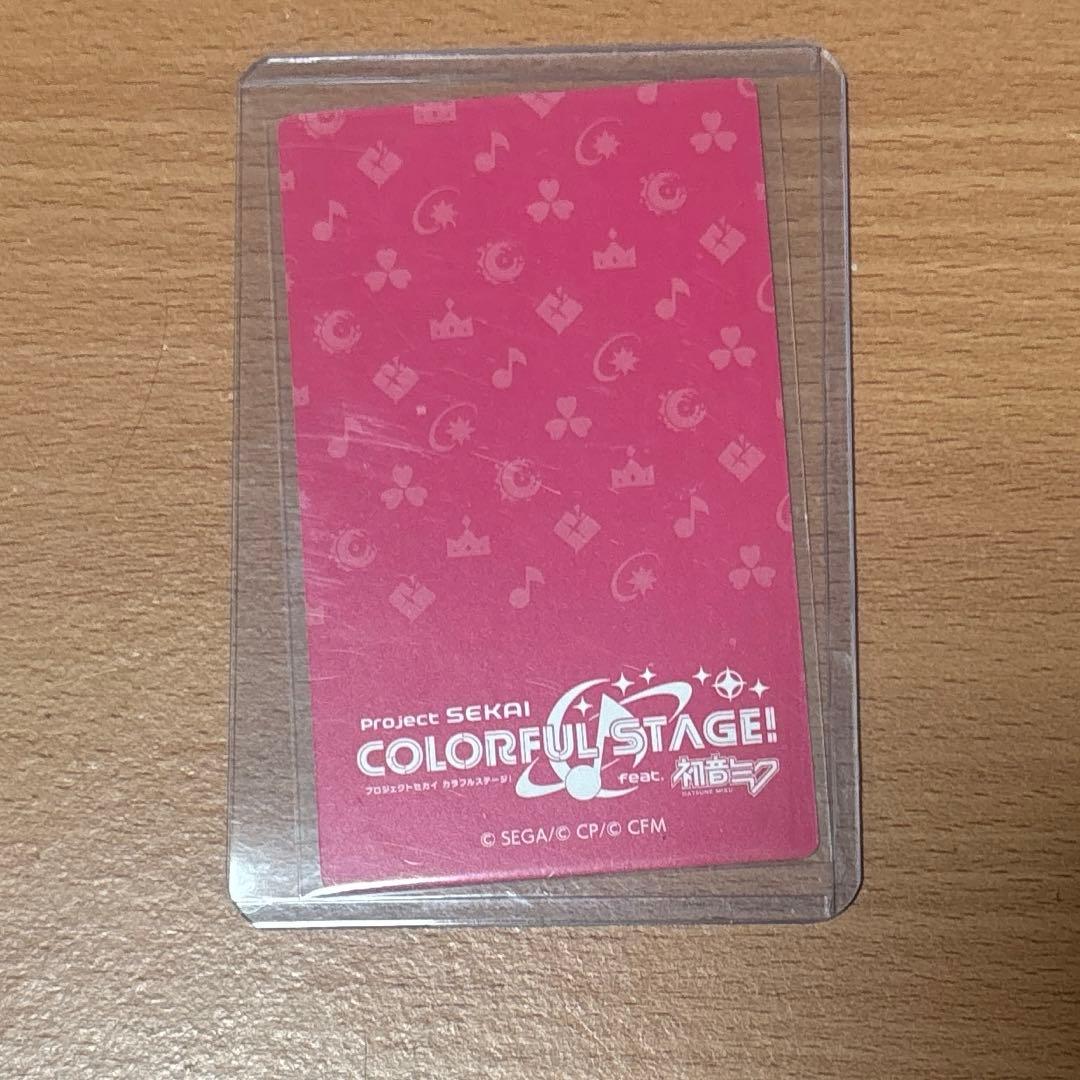 Project SEKAI
COLORFUL STAGE!
プロジェクトセカイ カラフルステージ!
feat. 初音ミク
HATSUNE MIKU
© SEGA/© CP/© CFM